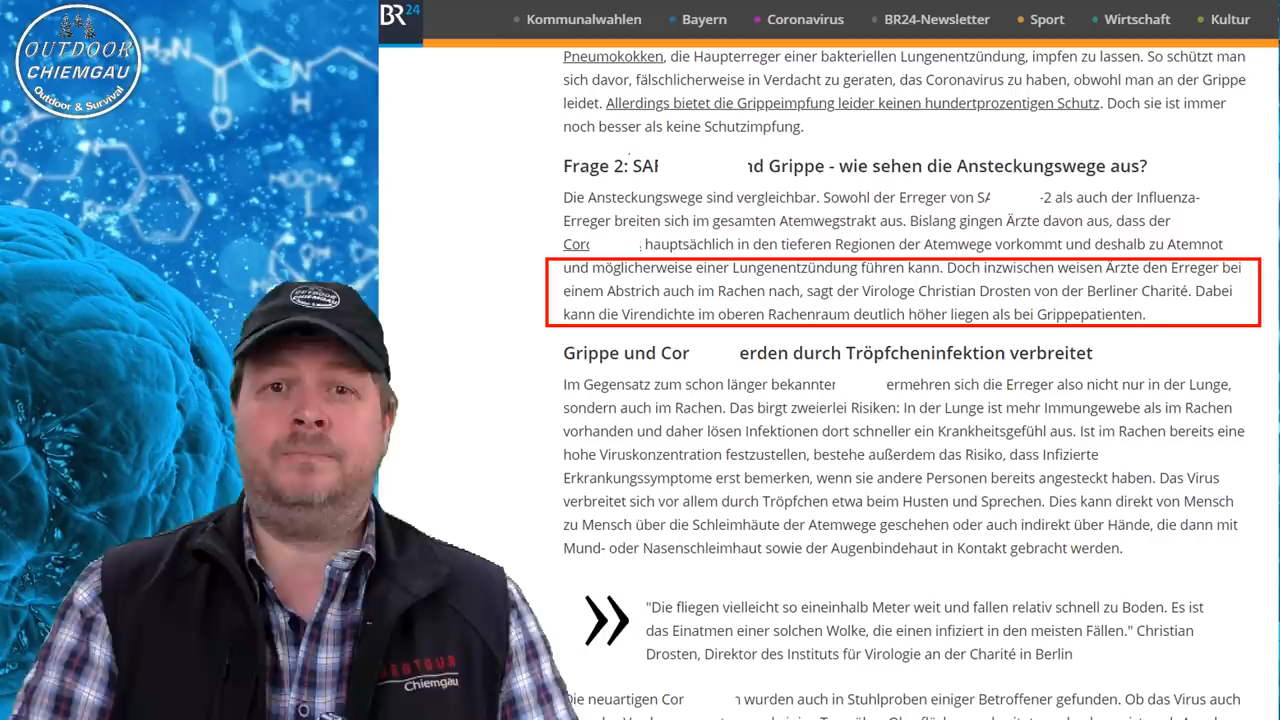 OUTDOOR
CHIEMGAU
Outdoor & Survival
BR24
Kommunalwahlen Bayern Coronavirus BR24-Newsletter Sport Wirtschaft Kultur
Pneumokokken, die Haupterreger einer bakteriellen Lungenentzündung, impfen zu lassen. So schützt man
sich davor, fälschlicherweise in Verdacht zu geraten, das Coronavirus zu haben, obwohl man an der Grippe
leidet. Allerdings bietet die Grippeimpfung leider keinen hundertprozentigen Schutz. Doch sie ist immer
noch besser als keine Schutzimpfung.
Frage 2: SAR nd Grippe - wie sehen die Ansteckungswege aus?
Die Ansteckungswege sind vergleichbar. Sowohl der Erreger von SA -2 als auch der Influenza-
Erreger breiten sich im gesamten Atemwegstrakt aus. Bislang gingen Ärzte davon aus, dass der
Coro hauptsächlich in den tieferen Regionen der Atemwege vorkommt und deshalb zu Atemnot
und möglicherweise einer Lungenentzündung führen kann. Doch inzwischen weisen Ärzte den Erreger bei
einem Abstrich auch im Rachen nach, sagt der Virologe Christian Drosten von der Berliner Charité. Dabei
kann die Virendichte im oberen Rachenraum deutlich höher liegen als bei Grippepatienten.
Grippe und Cor erden durch Tröpfcheninfektion verbreitet
Im Gegensatz zum schon länger bekannten ermehren sich die Erreger also nicht nur in der Lunge,
sondern auch im Rachen. Das birgt zweierlei Risiken: In der Lunge ist mehr Immungewebe als im Rachen
vorhanden und daher lösen Infektionen dort schneller ein Krankheitsgefühl aus. Ist im Rachen bereits eine
hohe Viruskonzentration festzustellen, bestehe außerdem das Risiko, dass Infizierte
Erkrankungssymptome erst bemerken, wenn sie andere Personen bereits angesteckt haben. Das Virus
verbreitet sich vor allem durch Tröpfchen etwa beim Husten und Sprechen. Dies kann direkt von Mensch
zu Mensch über die Schleimhäute der Atemwege geschehen oder auch indirekt über Hände, die dann mit
Mund- oder Nasenschleimhaut sowie der Augenbindehaut in Kontakt gebracht werden.
"Die fliegen vielleicht so eineinhalb Meter weit und fallen relativ schnell zu Boden. Es ist
das Einatmen einer solchen Wolke, die einen infiziert in den meisten Fällen." Christian
Drosten, Direktor des Instituts für Virologie an der Charité in Berlin
Die neuartigen Cor n wurden auch in Stuhlproben einiger Betroffener gefunden. Ob das Virus auch
Chiemgau